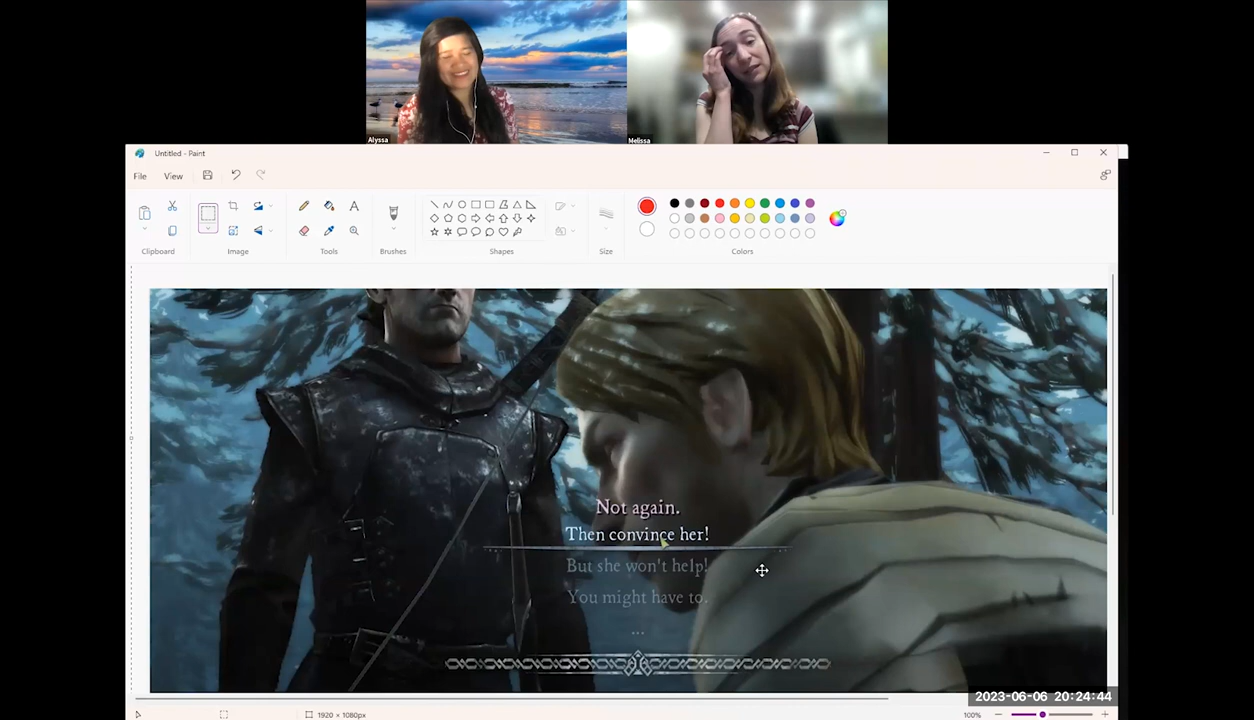 Alyssa
Melissa
Untitled - Paint
File
View
Clipboard
Image
Tools
Brushes
Shapes
Size
Colors
Not again.
Then convince her!
But she won't help!
You might have to.
...
2023-06-06 20:24:44
1920 × 1080px
100%